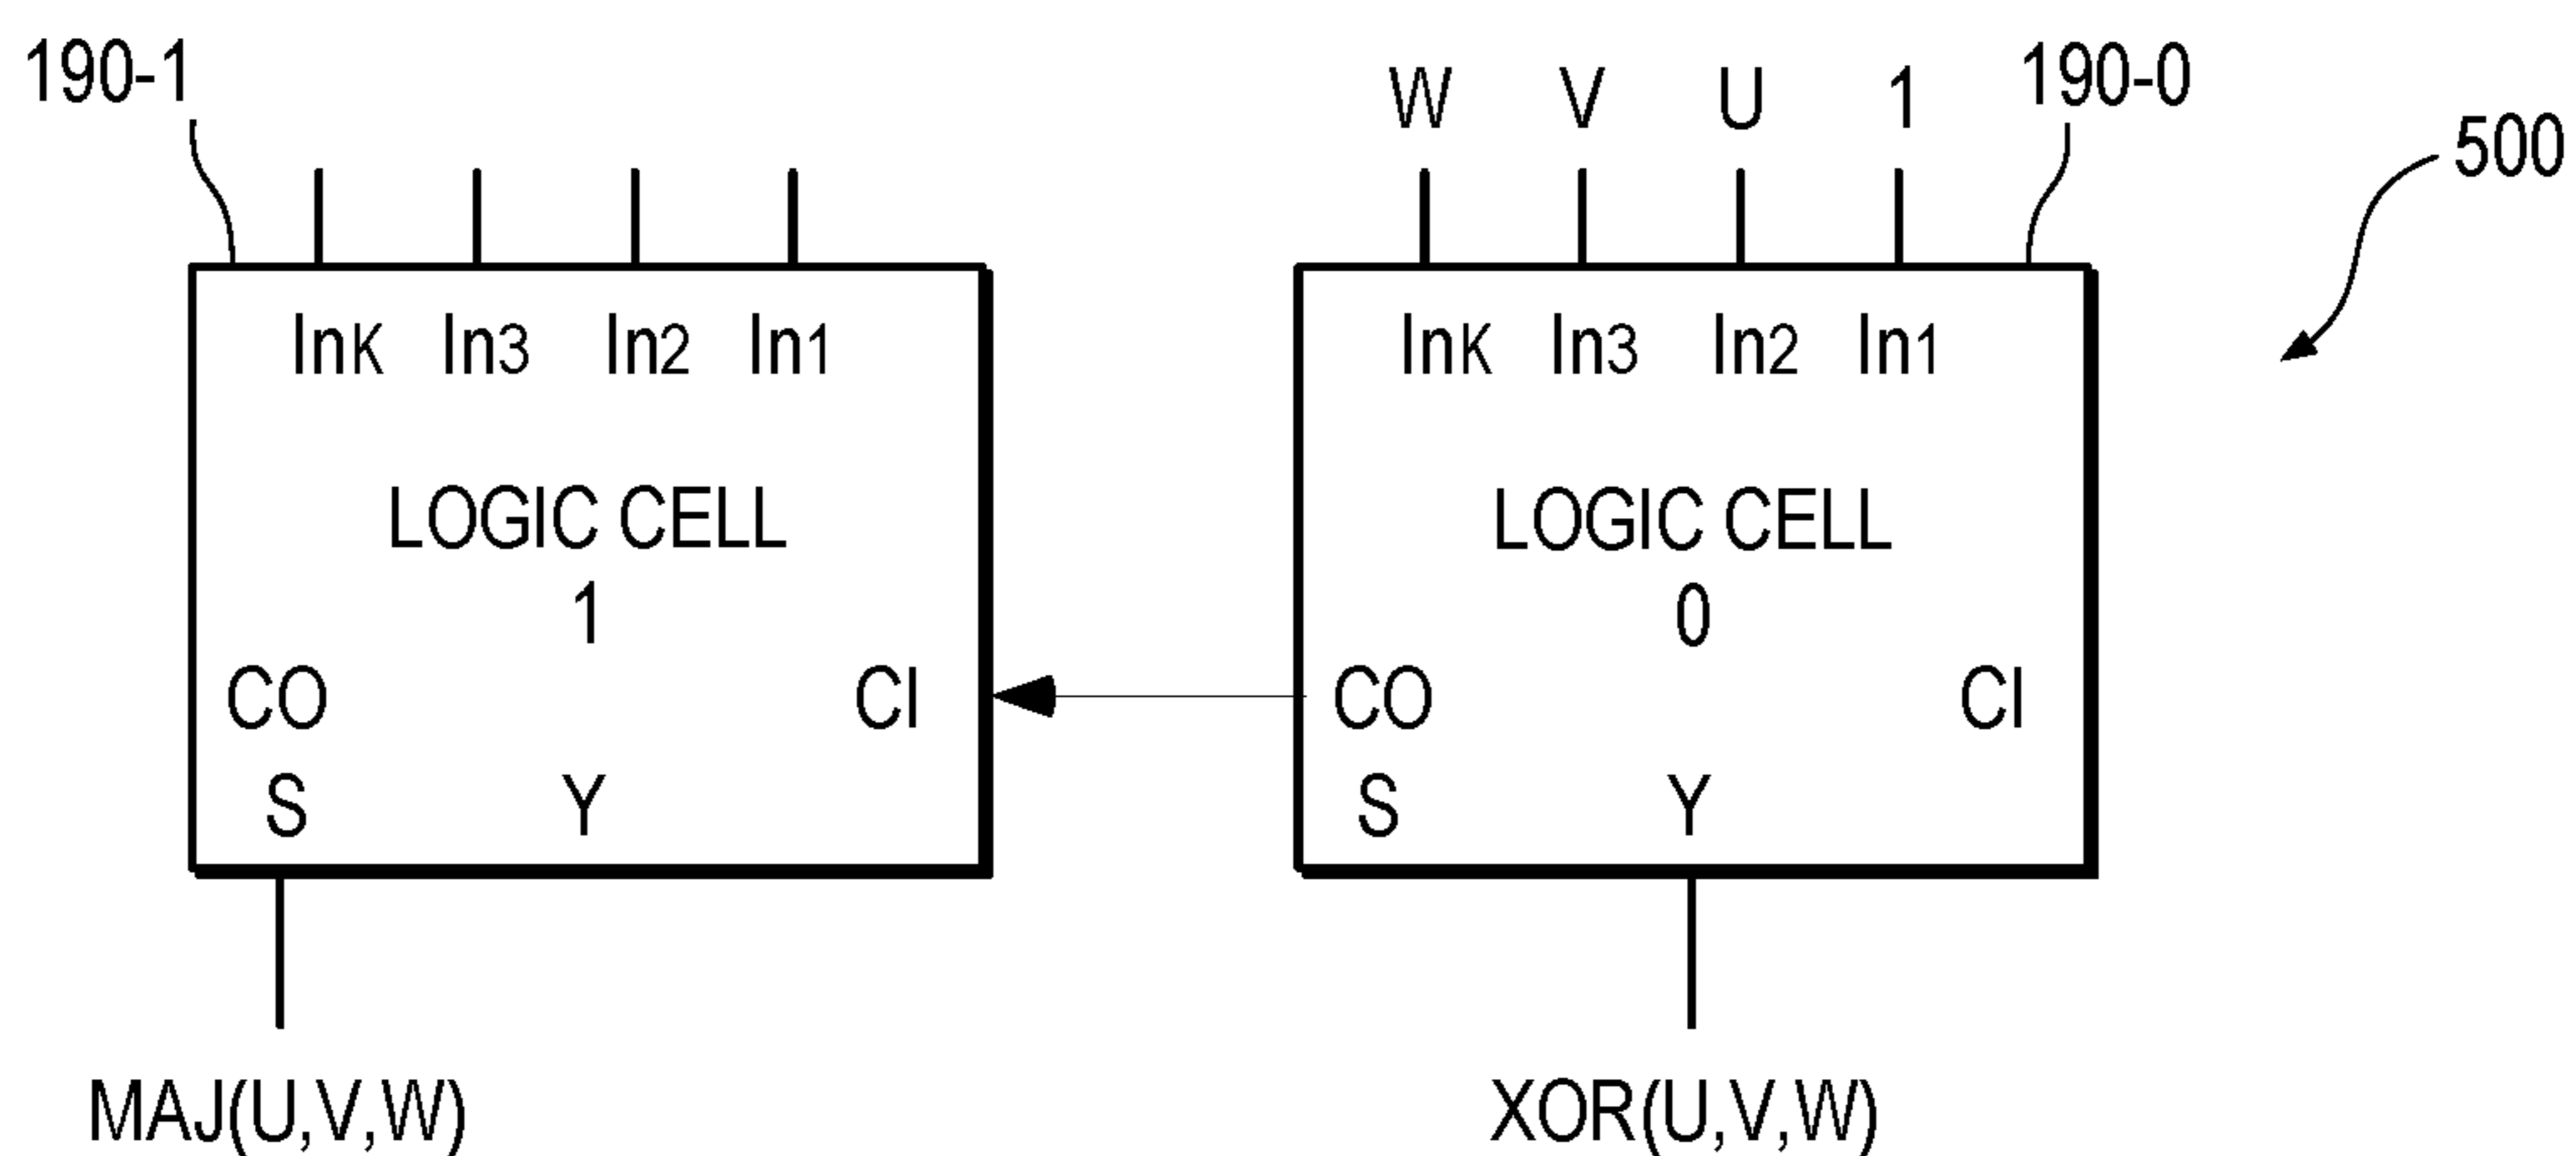 190-1 W V U 1 190-0
500
InK In3 In2 In1 InK In3 In2 In1
LOGIC CELL LOGIC CELL
1 0
CO CI CO CI
S Y S Y
MAJ(U,V,W) XOR(U,V,W)